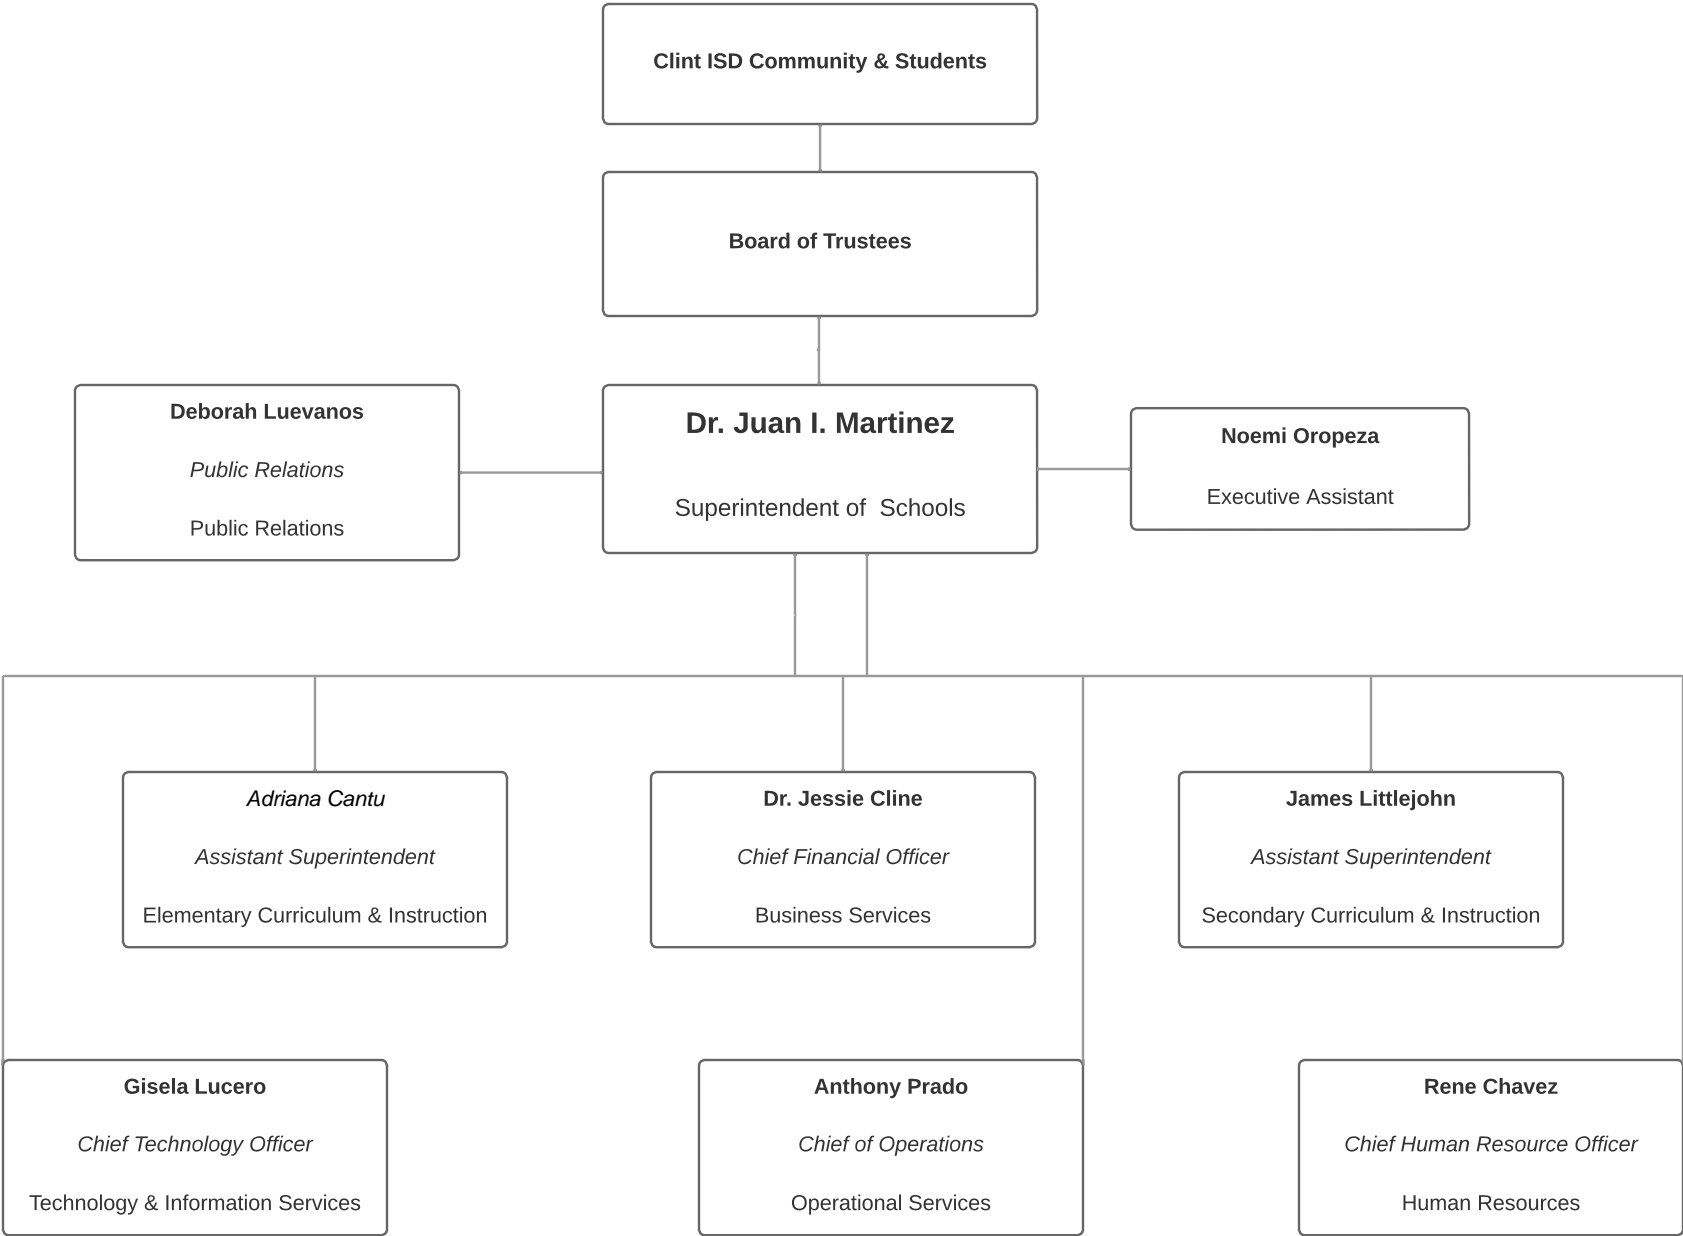 Clint ISD Community & Students
Board of Trustees
Deborah Luevanos
Public Relations
Public Relations
Dr. Juan I. Martinez
Superintendent of  Schools
Noemi Oropeza
Executive Assistant
Adriana Cantu
Assistant Superintendent
Elementary Curriculum & Instruction
Dr. Jessie Cline
Chief Financial Officer
Business Services
James Littlejohn
Assistant Superintendent
Secondary Curriculum & Instruction
Gisela Lucero
Chief Technology Officer
Technology & Information Services
Anthony Prado
Chief of Operations
Operational Services
Rene Chavez
Chief Human Resource Officer
Human Resources